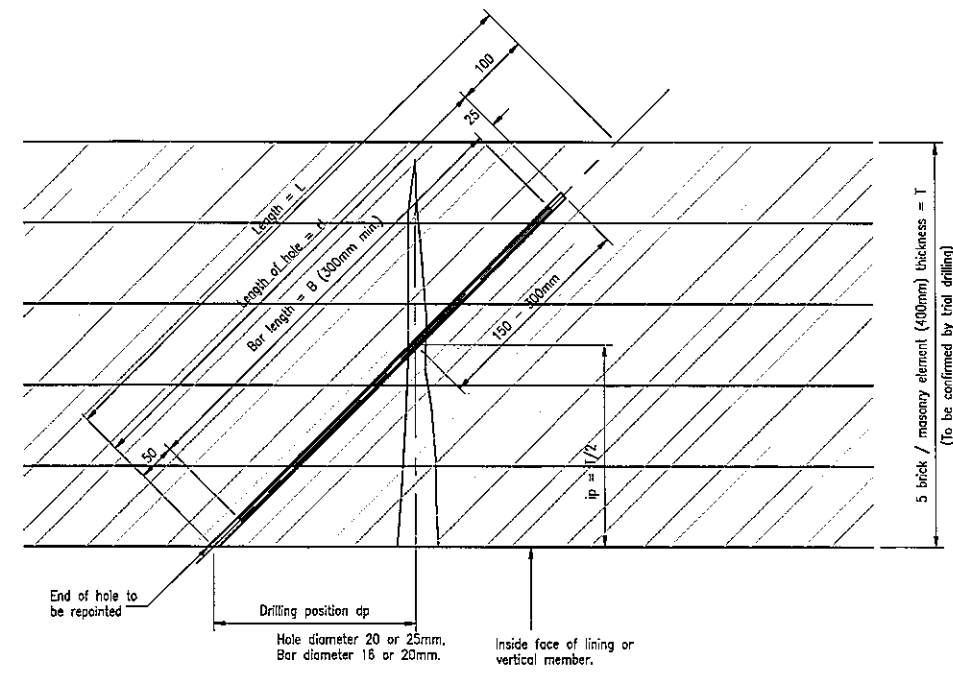 100
25
Length = L
Length of hole = H
Bar length = B (300mm min.)
150 - 300mm
50
ip = T/2
5 brick / masonry element (400mm) thickness = T
(To be confirmed by trial drilling)
End of hole to
be repointed
Drilling position dp
Hole diameter 20 or 25mm,
Bar diameter 16 or 20mm.
Inside face of lining or
vertical member.